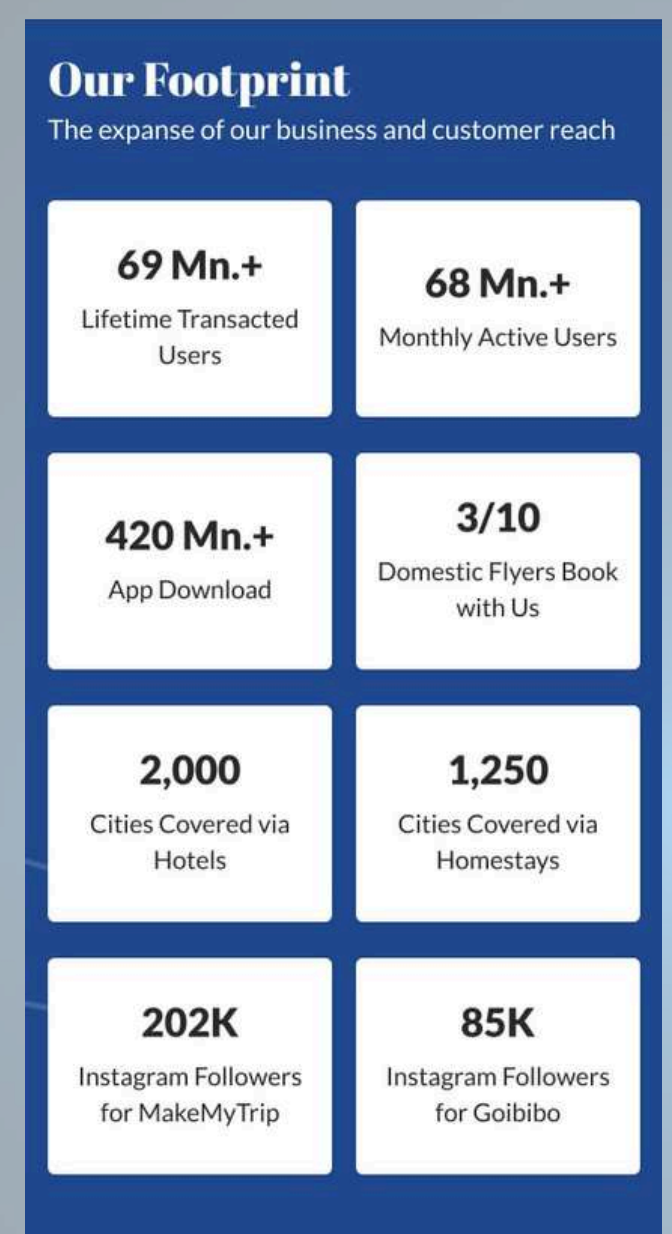 Our Footprint
The expanse of our business and customer reach
69 Mn.+
Lifetime Transacted
Users
68 Mn.+
Monthly Active Users
420 Mn.+
App Download
3/10
Domestic Flyers Book
with Us
2,000
Cities Covered via
Hotels
1,250
Cities Covered via
Homestays
202K
Instagram Followers
for MakeMyTrip
85K
Instagram Followers
for Goibibo